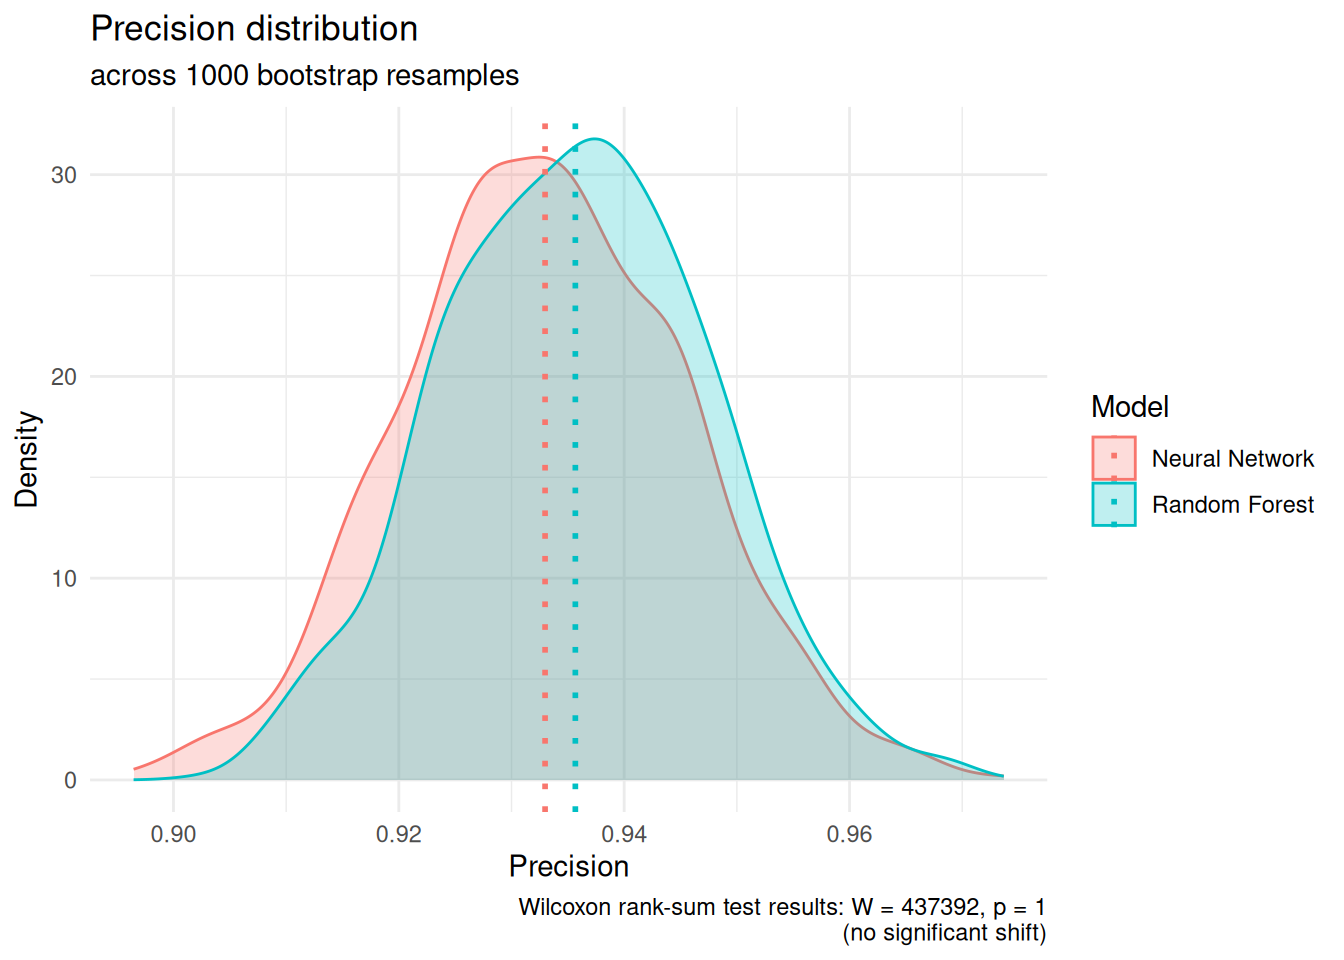 Precision distribution
across 1000 bootstrap resamples
30
20
10
0
Density
0.90
0.92
0.94
0.96
Precision
Model
Neural Network
Random Forest
Wilcoxon rank-sum test results: W = 437392, p = 1
(no significant shift)